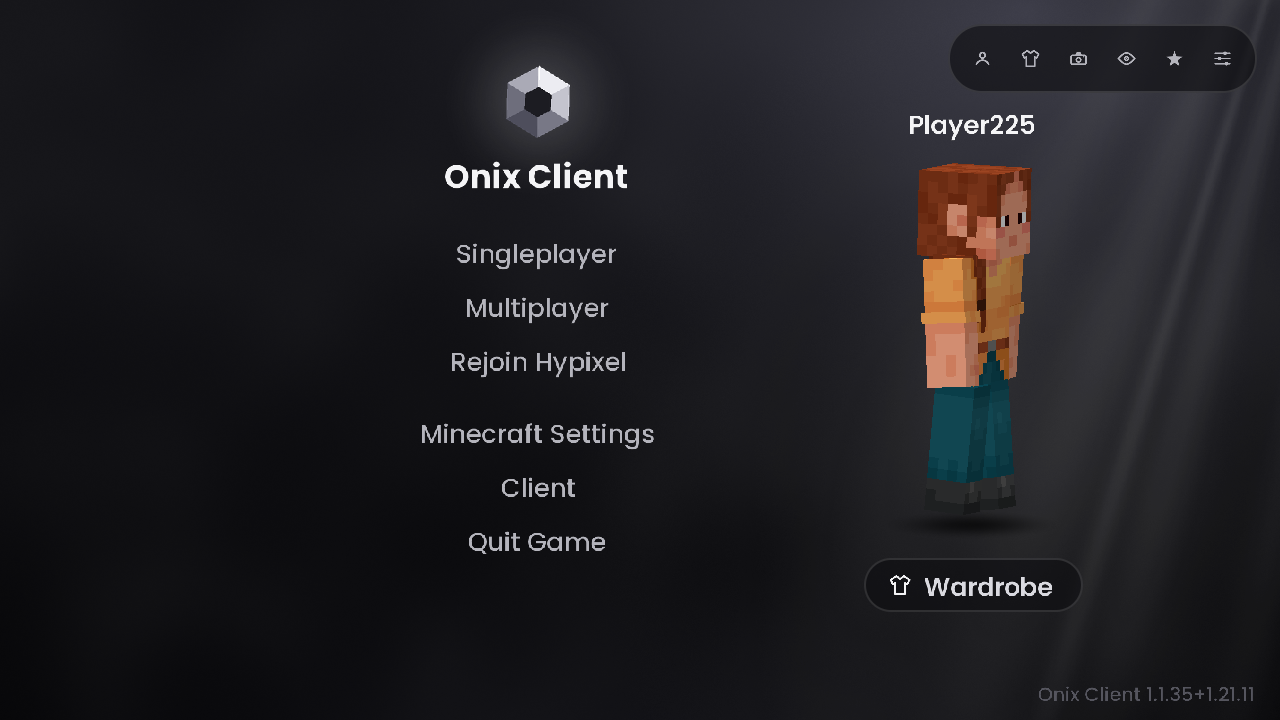 Player225
Onix Client
Singleplayer
Multiplayer
Rejoin Hypixel
Minecraft Settings
Client
Quit Game
Wardrobe
Onix Client 1.1.35+1.21.11